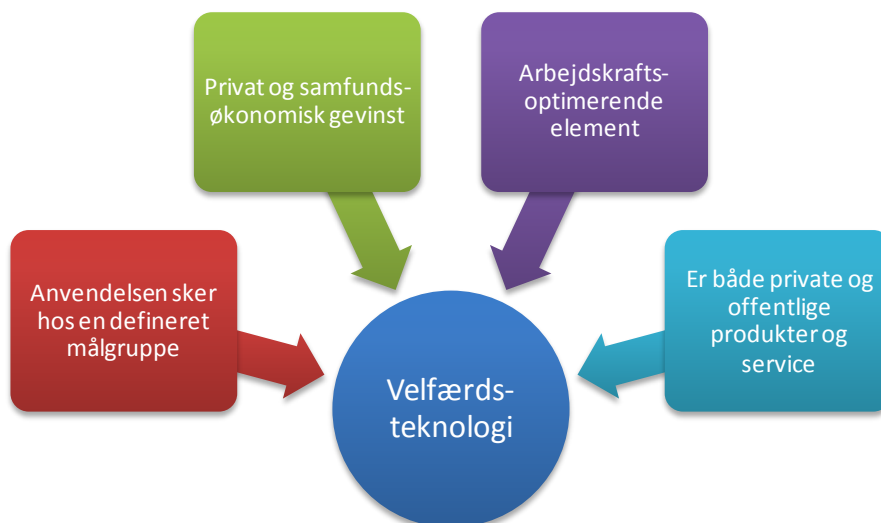 Privat og samfunds-
økonomisk gevinst
Arbejdskrafts-
optimerende
element
Anvendelsen sker
hos en defineret
målgruppe
Er både private og
offentlige
produkter og
service
Velfærds-
teknologi